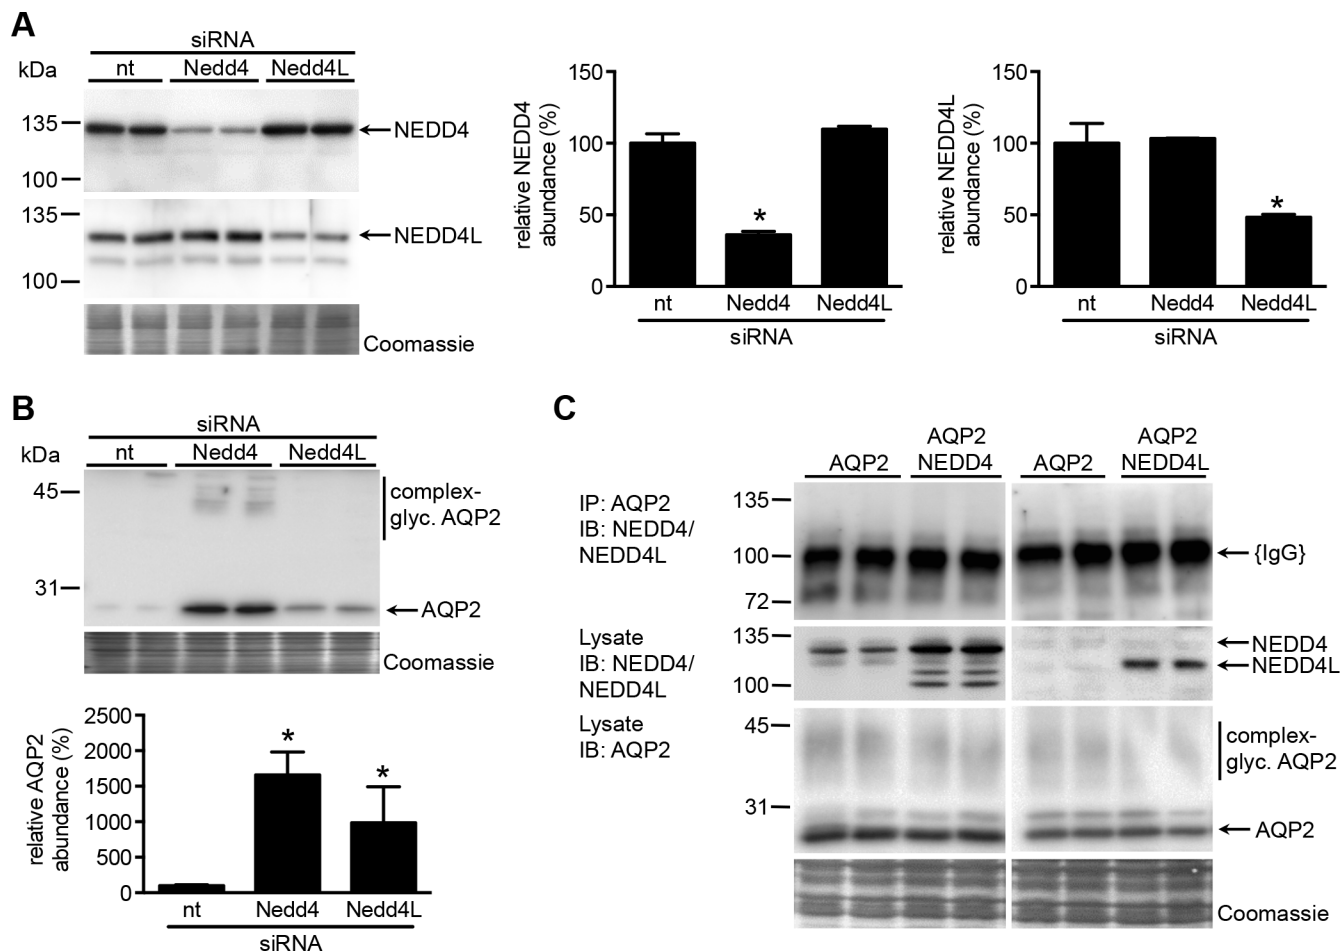 A
siRNA
kDa
nt
Nedd4
Nedd4L
135
NEDD4
100
135
NEDD4L
100
Coomassie
relative NEDD4
abundance (%)
150
100
50
0
*
nt
Nedd4
Nedd4L
siRNA
relative NEDD4L
abundance (%)
150
100
50
0
*
nt
Nedd4
Nedd4L
siRNA
B
siRNA
kDa
nt
Nedd4
Nedd4L
45
complex-
glyc. AQP2
31
AQP2
Coomassie
relative AQP2
abundance (%)
2500
2000
1500
1000
500
0
*
*
nt
Nedd4
Nedd4L
siRNA
C
AQP2
AQP2
NEDD4
AQP2
AQP2
NEDD4L
IP: AQP2
IB: NEDD4/
NEDD4L
135
100
72
{IgG}
Lysate
IB: NEDD4/
NEDD4L
135
100
NEDD4
NEDD4L
Lysate
IB: AQP2
45
31
complex-
glyc. AQP2
AQP2
Coomassie